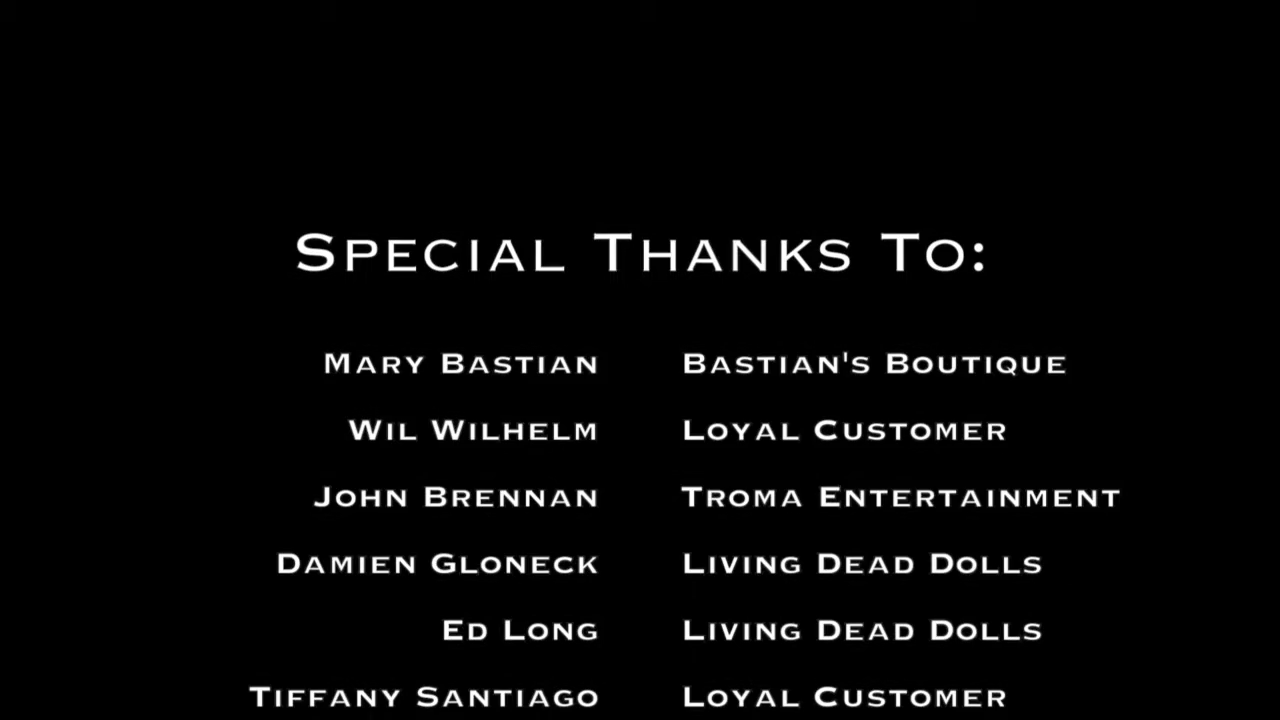 Special Thanks To:
Mary Bastian Bastian's Boutique
Wil Wilhelm Loyal Customer
John Brennan Troma Entertainment
Damien Gloneck Living Dead Dolls
Ed Long Living Dead Dolls
Tiffany Santiago Loyal Customer